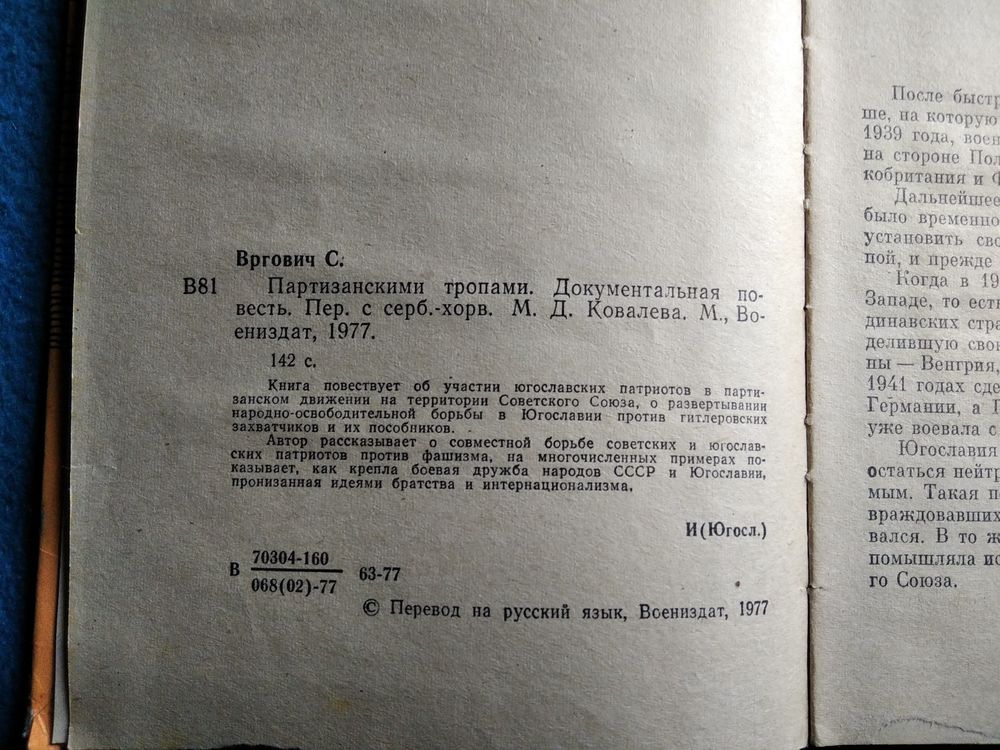 Вргович С.
В81 Партизанскими тропами. Документальная по-
весть. Пер. с серб.-хорв. М. Д. Ковалева. М., Во-
ениздат, 1977.
142 с.
Книга повествует об участии югославских патриотов в парти-
занском движении на территории Советского Союза, о развертывании
народно-освободительной борьбы в Югославии против гитлеровских
захватчиков и их пособников.
Автор рассказывает о совместной борьбе советских и югослав-
ских патриотов против фашизма, на многочисленных примерах по-
казывает, как крепла боевая дружба народов СССР и Югославии,
пронизанная идеями братства и интернационализма.
И(Югосл.)
В 70304-160
068(02)-77 63-77
© Перевод на русский язык, Воениздат, 1977
После быстр
ше, на которую
1939 года, воен
на стороне Пол
кобритания и Ф
Дальнейшее
было временно
установить сво
пой, и прежде
Когда в 19
Западе, то есть
динавских стра
делившую свои
ны — Венгрия,
1941 годах сде
Германии, а
уже воевала с
Югославия
остаться нейтр
мым. Такая по
враждовавших
вался. В то ж
помышляла ис
го Союза.